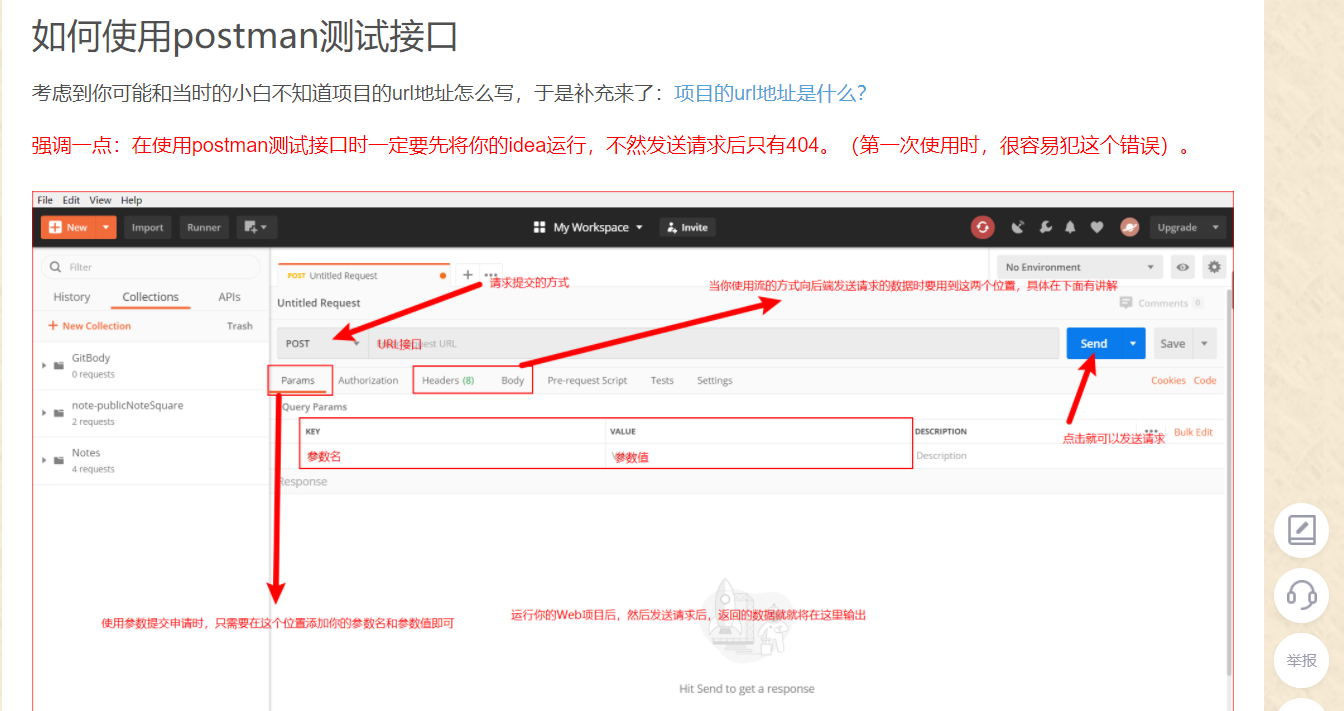 如何使用postman测试接口
考虑到你可能和当时的小白不知道项目的url地址怎么写，于是补充来了：项目的url地址是什么？
强调一点：在使用postman测试接口时一定要先将你的idea运行，不然发送请求后只有404。（第一次使用时，很容易犯这个错误）。
File Edit View Help
New Import Runner My Workspace Invite Upgrade
Filter
History Collections APIs
New Collection Trash
GitBody
0 requests
note-publicNoteSquare
2 requests
Notes
4 requests
POST Untitled Request
No Environment
请求提交的方式
当你使用流的方式向后端发送请求的数据时要用到这两个位置，具体在下面有讲解
Untitled Request
Comments 0
POST URL接口 est URL Send Save
Params Authorization Headers (8) Body Pre-request Script Tests Settings Cookies Code
Query Params
KEY VALUE DESCRIPTION Bulk Edit
点击就可以发送请求
参数名 参数值 Description
Response
使用参数提交申请时，只需要在这个位置添加你的参数名和参数值即可
运行你的Web项目后，然后发送请求后，返回的数据就就将在这里输出
Hit Send to get a response
举报